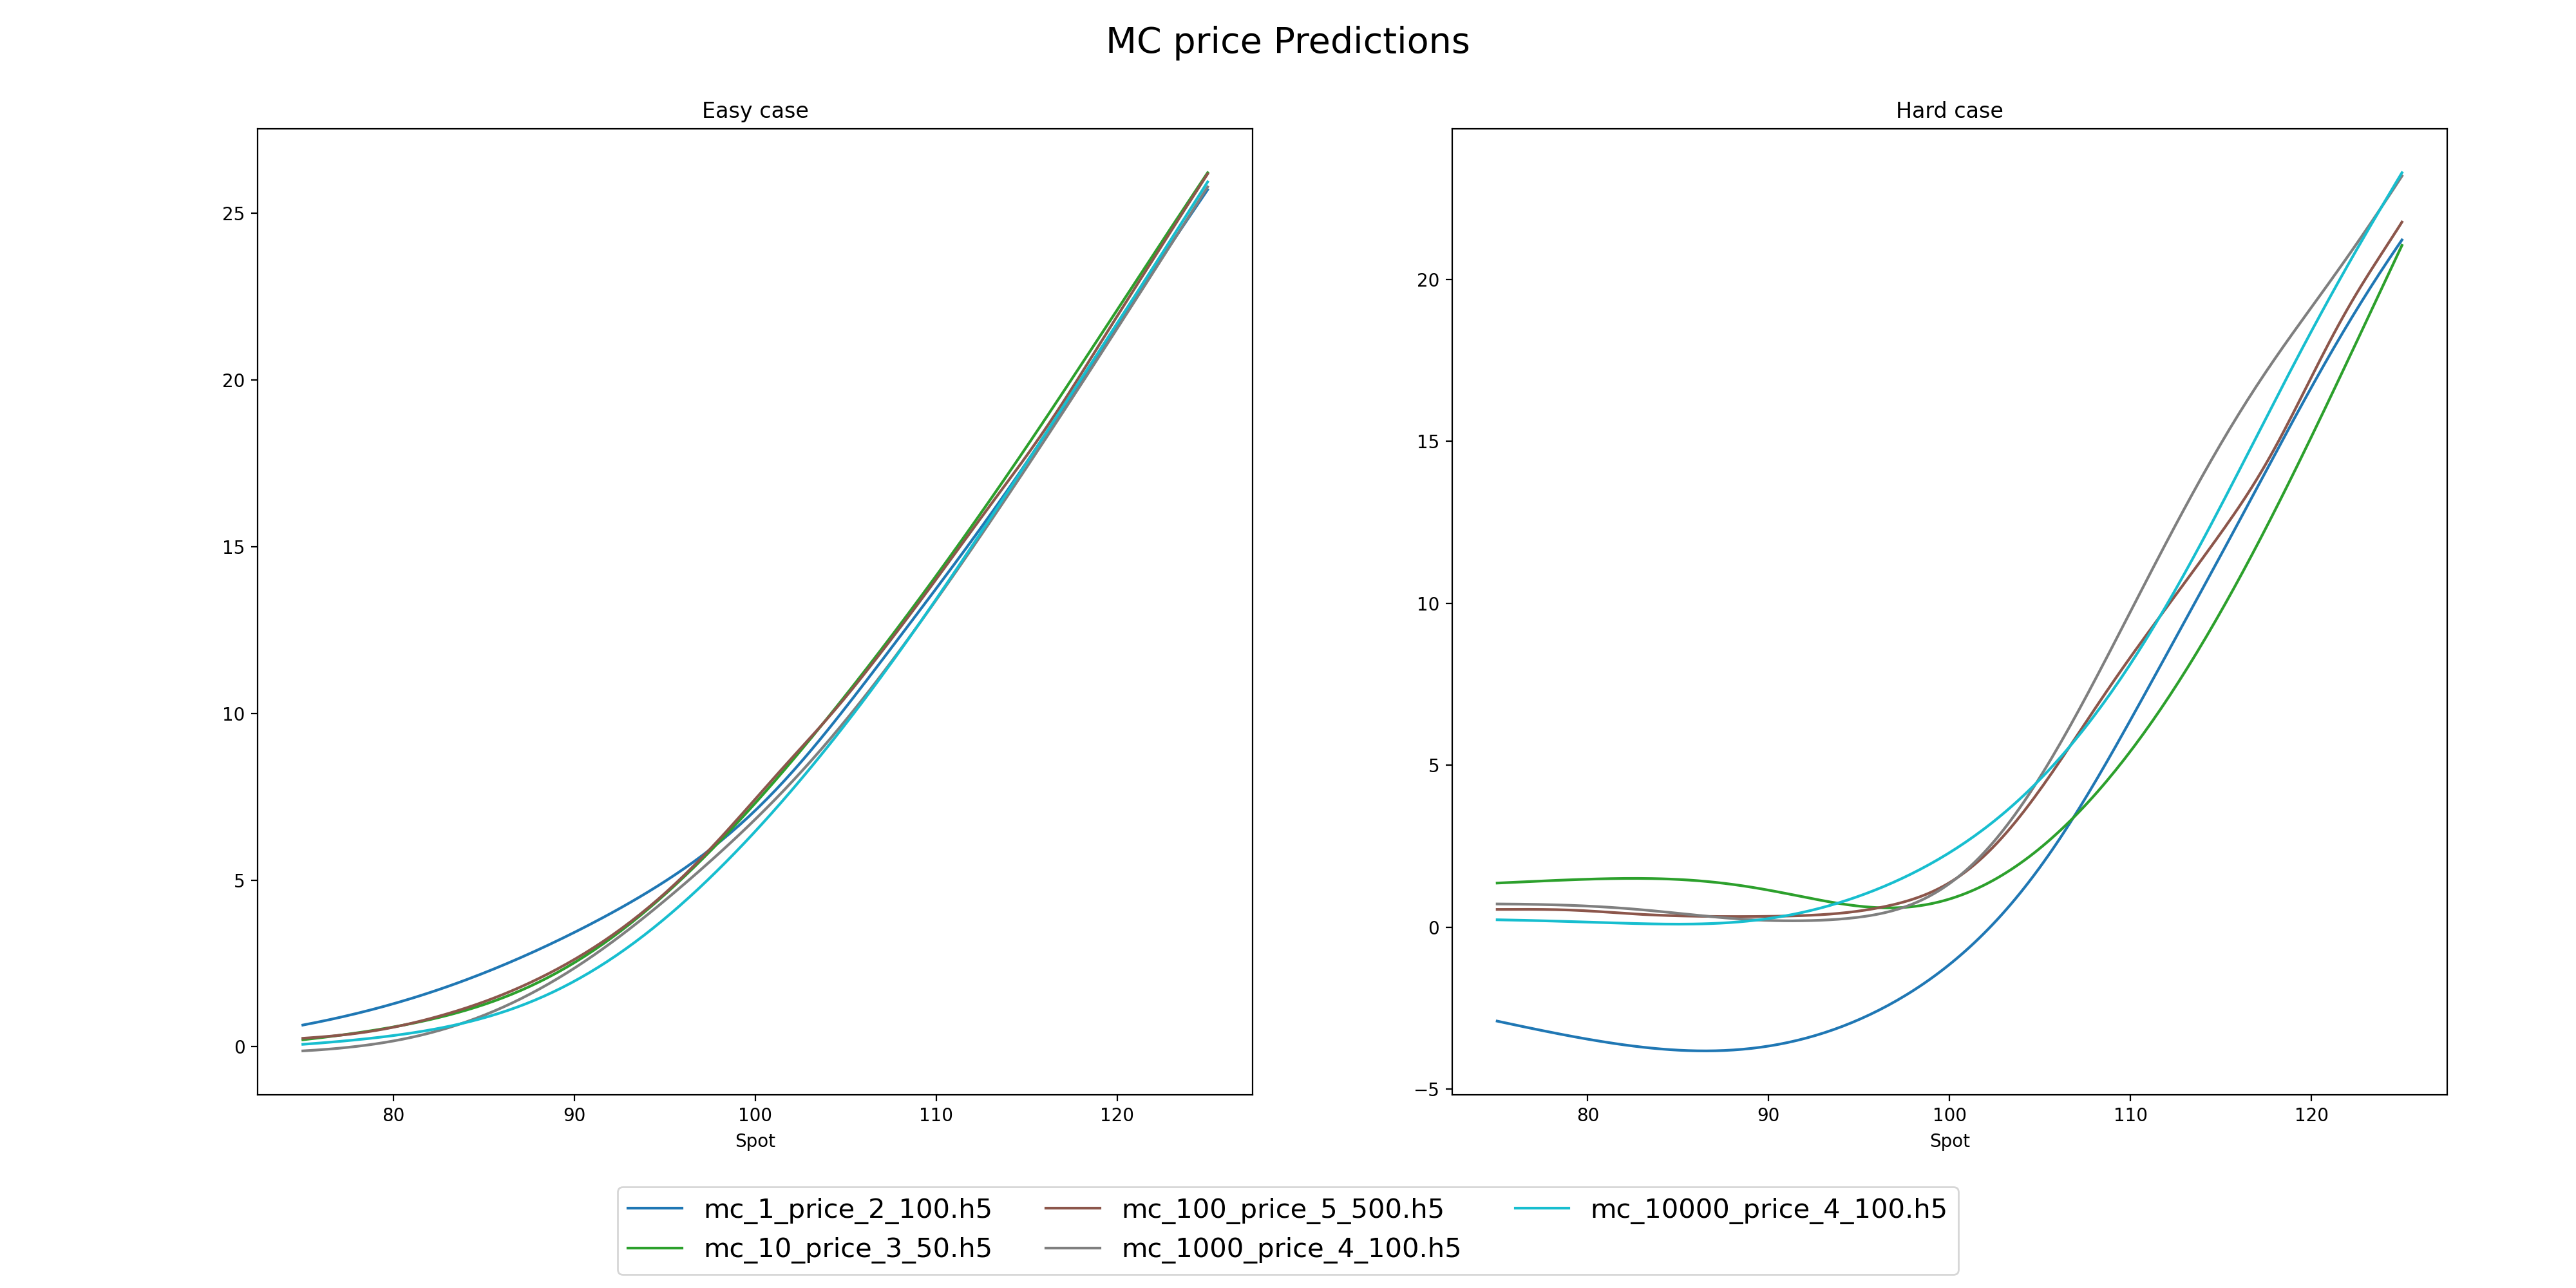 MC price Predictions
Easy case
25
20
15
10
5
0
80 90 100 110 120
Spot
Hard case
20
15
10
5
0
−5
80 90 100 110 120
Spot
mc_1_price_2_100.h5
mc_10_price_3_50.h5
mc_100_price_5_500.h5
mc_1000_price_4_100.h5
mc_10000_price_4_100.h5